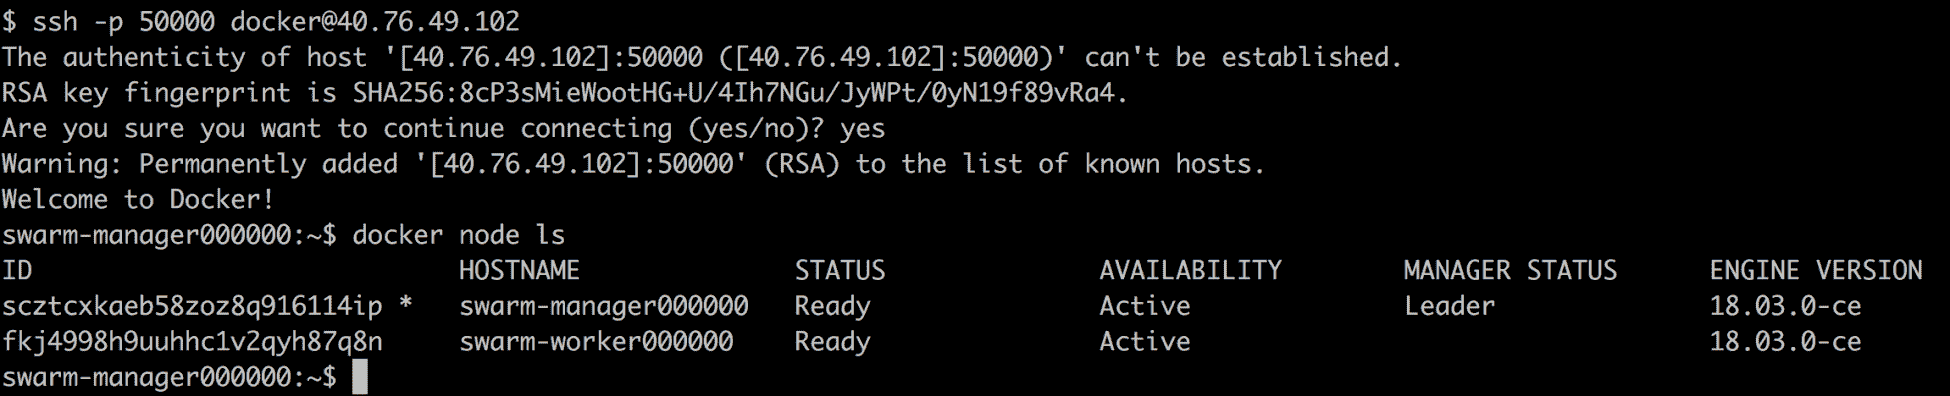 $ ssh -p 50000 docker@40.76.49.102
The authenticity of host '[40.76.49.102]:50000 ([40.76.49.102]:50000)' can't be established.
RSA key fingerprint is SHA256:8cP3sMieWootHG+U/4Ih7NGu/JyWPt/0yN19f89vRa4.
Are you sure you want to continue connecting (yes/no)? yes
Warning: Permanently added '[40.76.49.102]:50000' (RSA) to the list of known hosts.
Welcome to Docker!
swarm-manager000000:~$ docker node ls
ID                            HOSTNAME              STATUS              AVAILABILITY        MANAGER STATUS      ENGINE VERSION
scztcxkaeb58zoz8q916114ip *   swarm-manager000000   Ready               Active              Leader              18.03.0-ce
fkj4998h9uuhhc1v2qyh87q8n     swarm-worker000000    Ready               Active                                  18.03.0-ce
swarm-manager000000:~$